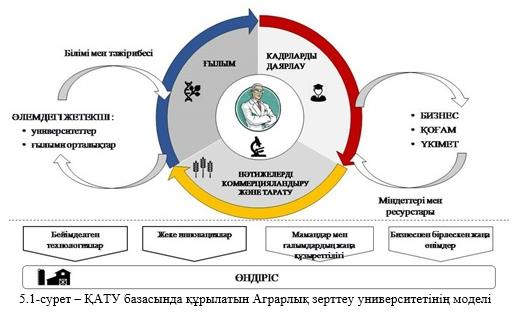 Білімі мен тәжірибесі
ҒЫЛЫМ
КАДРЛАРДЫ
ДАЯРЛАУ
ӘЛЕМДЕГІ ЖЕТЕКШІ :
• университеттер
• ғылыми орталықтар
• БИЗНЕС
• ҚОҒАМ
• ҮКІМЕТ
НӘТИЖЕЛЕРДІ
КОММЕРЦИЯЛАНДЫРУ
ЖӘНЕ ТАРАТУ
Міндеттері мен
ресурстары
Бейімделген
технологиялар
Жеке инновациялар
Мамандар мен
ғалымдардың жаңа
құзыреттілігі
Бизнеспен бірлескен жаңа
өнімдер
ӨНДІРІС
5.1-сурет – ҚАТУ базасында құрылатын Аграрлық зерттеу университетінің моделі